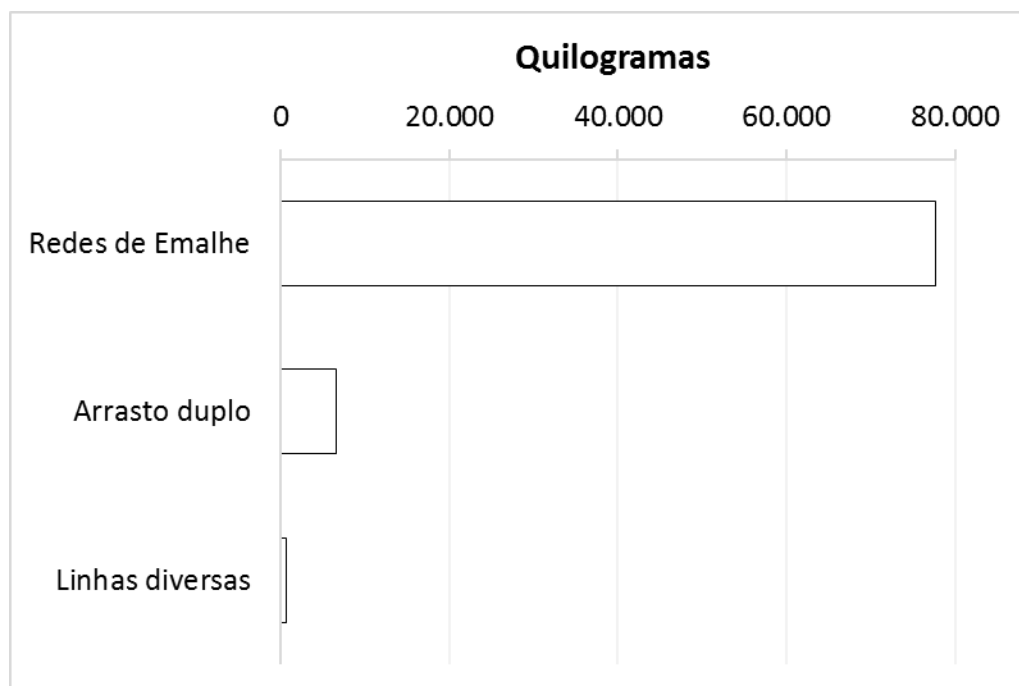 Quilogramas
0 20.000 40.000 60.000 80.000
Redes de Emalhe
Arrasto duplo
Linhas diversas